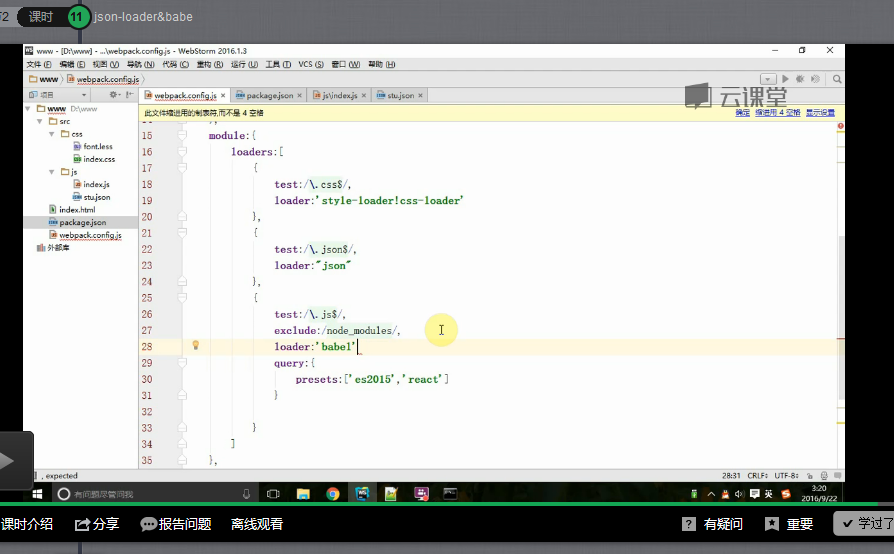 2 课时 11 json-loader&babe
www - [D:\www] - ...\webpack.config.js - WebStorm 2016.1.3
文件(F) 编辑(E) 视图(V) 导航(N) 代码(C) 重构(R) 运行(U) 工具(T) VCS(S) 窗口(W) 帮助(H)
www webpack.config.js
项目 webpack.config.js package.json js\index.js stu.json
云课堂
www D:\www
此文件缩进用的制表符,而不是 4 空格 确定 缩进用 4 空格 显示设置
src
css
font.less
index.css
js
index.js
stu.json
index.html
package.json
webpack.config.js
外部库
15 module:{
16 loaders:[
17 {
18 test:/\.css$/,
19 loader:'style-loader!css-loader'
20 },
21 {
22 test:/\.json$/,
23 loader:"json"
24 },
25 {
26 test:/\.js$/,
27 exclude:/node_modules/,
28 loader:'babel'
29 query:{
30 presets:['es2015','react']
31 }
32
33 }
34 ]
35 },
, expected 28:31 CRLF UTF-8
有问题尽管问我 英 3:20
2016/9/22
课时介绍 分享 报告问题 离线观看 ? 有疑问 重要 学过了